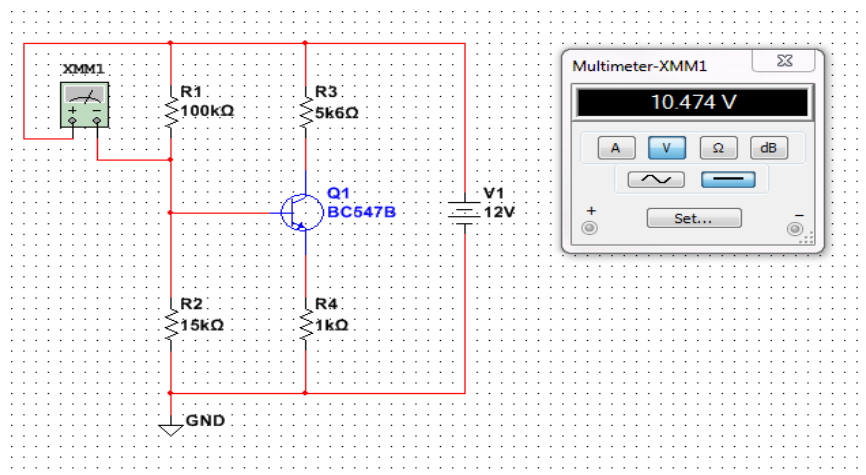 XMM1
+ −
R1
100kΩ
R3
5k6Ω
Q1
BC547B
V1
12V
R2
15kΩ
R4
1kΩ
GND
Multimeter-XMM1
10.474 V
A V Ω dB
+ Set... −